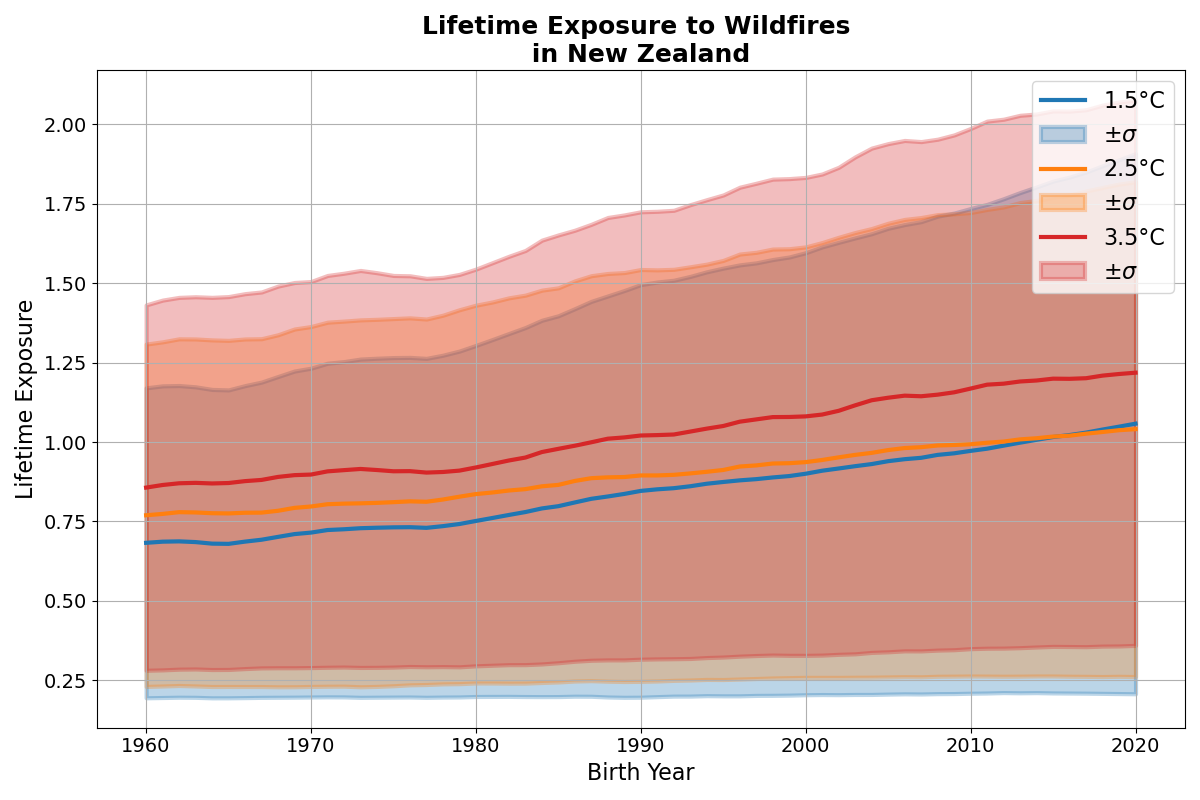 Lifetime Exposure to Wildfires
in New Zealand
Lifetime Exposure
2.00
1.75
1.50
1.25
1.00
0.75
0.50
0.25
1.5°C
±σ
2.5°C
±σ
3.5°C
±σ
1960
1970
1980
1990
2000
2010
2020
Birth Year